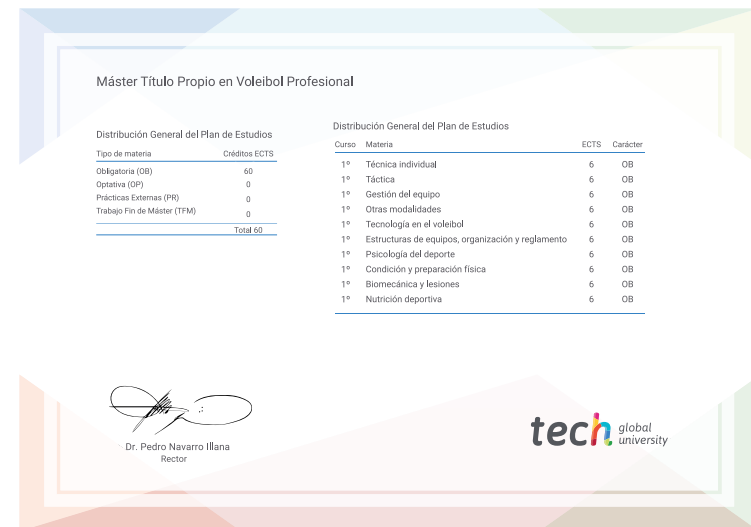 Máster Título Propio en Voleibol Profesional
Distribución General del Plan de Estudios
Tipo de materia Créditos ECTS
Obligatoria (OB) 60
Optativa (OP) 0
Prácticas Externas (PR) 0
Trabajo Fin de Máster (TFM) 0
Total 60
Distribución General del Plan de Estudios
Curso Materia ECTS Carácter
1º Técnica individual 6 OB
1º Táctica 6 OB
1º Gestión del equipo 6 OB
1º Otras modalidades 6 OB
1º Tecnología en el voleibol 6 OB
1º Estructuras de equipos, organización y reglamento 6 OB
1º Psicología del deporte 6 OB
1º Condición y preparación física 6 OB
1º Biomecánica y lesiones 6 OB
1º Nutrición deportiva 6 OB
Dr. Pedro Navarro Illana
Rector
tech global
university